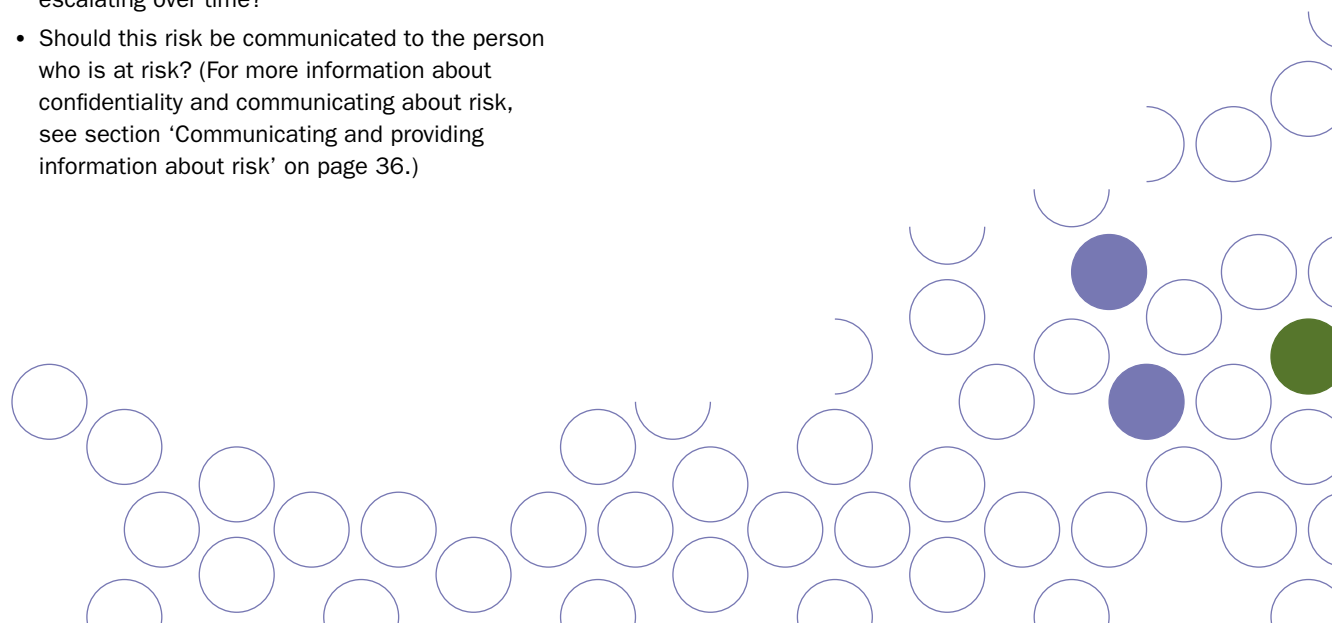 escalating over time?
• Should this risk be communicated to the person
who is at risk? (For more information about
confidentiality and communicating about risk,
see section ‘Communicating and providing
information about risk’ on page 36.)